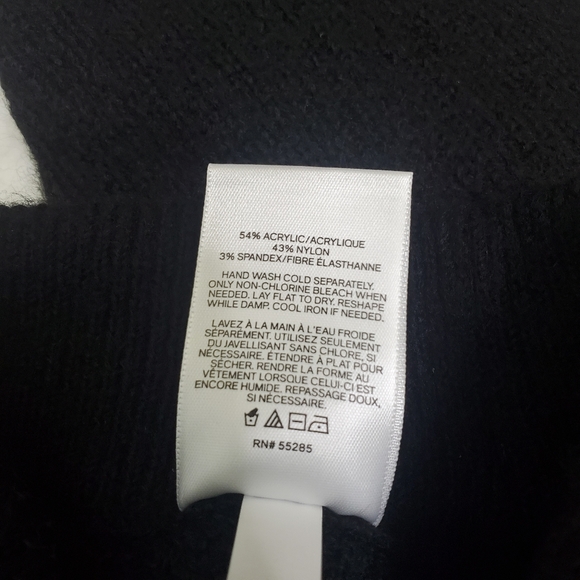 54% ACRYLIC/ACRYLIQUE
43% NYLON
3% SPANDEX/FIBRE ÉLASTHANNE
HAND WASH COLD SEPARATELY.
ONLY NON-CHLORINE BLEACH WHEN
NEEDED. LAY FLAT TO DRY. RESHAPE
WHILE DAMP. COOL IRON IF NEEDED.
LAVEZ À LA MAIN À L'EAU FROIDE
SÉPARÉMENT. UTILISEZ SEULEMENT
DU JAVELLISANT SANS CHLORE, SI
NÉCESSAIRE. ÉTENDRE À PLAT POUR
SÉCHER. RENDRE LA FORME AU
VÊTEMENT LORSQUE CELUI-CI EST
ENCORE HUMIDE. REPASSAGE DOUX,
SI NÉCESSAIRE.
RN# 55285